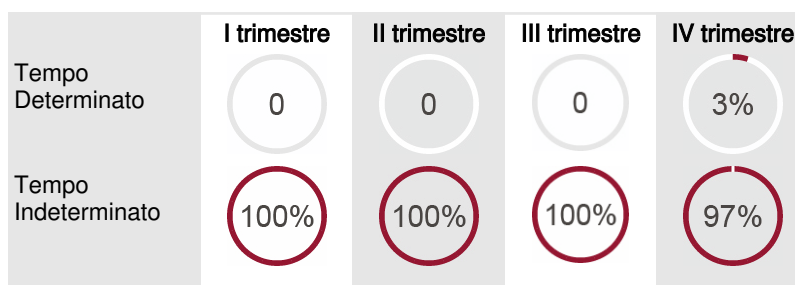 I trimestre II trimestre III trimestre IV trimestre
Tempo
Determinato
0 0 0 3%
Tempo
Indeterminato
100% 100% 100% 97%